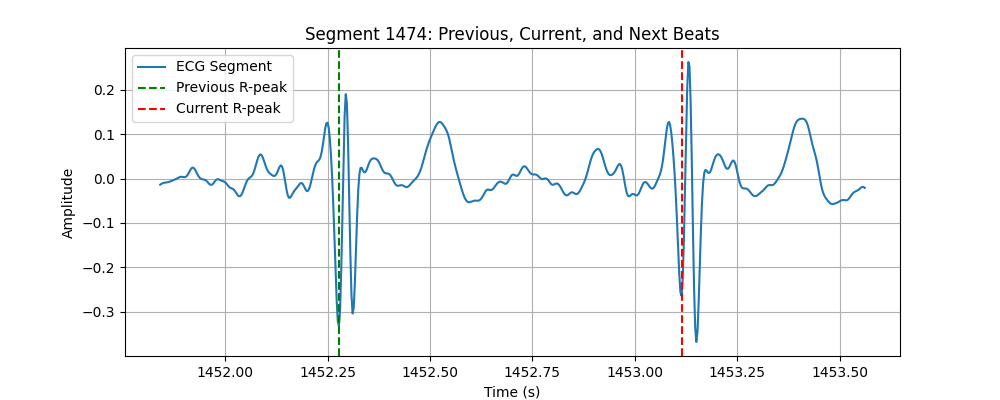 Segment 1474: Previous, Current, and Next Beats
ECG Segment
Previous R-peak
Current R-peak
Amplitude
0.2
0.1
0.0
−0.1
−0.2
−0.3
1452.00 1452.25 1452.50 1452.75 1453.00 1453.25 1453.50
Time (s)